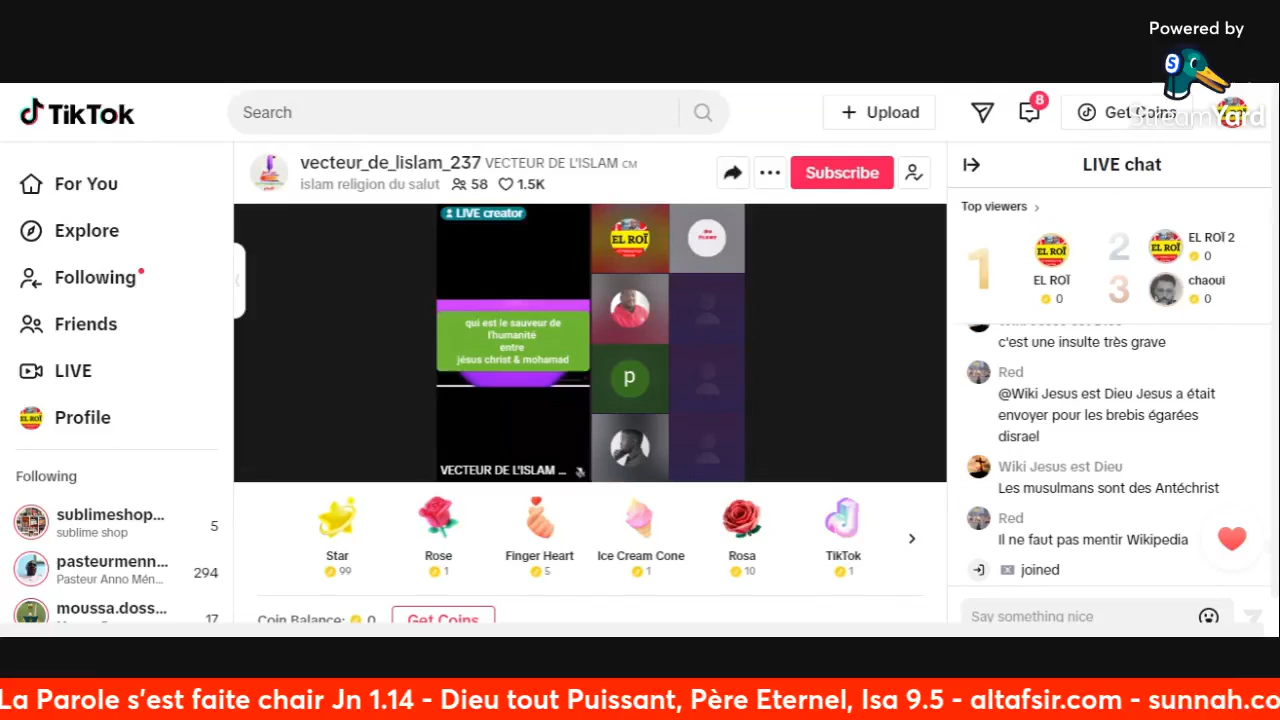 Powered by
StreamYard
TikTok
Search
Upload
8
Get Coins
For You
Explore
Following
Friends
LIVE
Profile
Following
sublimeshop...
sublime shop
5
pasteurmenn...
Pasteur Anno Mén...
294
moussa.doss...
17
vecteur_de_lislam_237 VECTEUR DE L'ISLAM CM
islam religion du salut 58 1.5K
Subscribe
LIVE creator
EL ROÏ
qui est le sauveur de
l'humanité
entre
jésus christ & mohamad
p
VECTEUR DE L'ISLAM ...
Star
99
Rose
1
Finger Heart
5
Ice Cream Cone
1
Rosa
10
TikTok
1
Coin Balance: 0
Get Coins
LIVE chat
Top viewers
1
EL ROÏ
0
2
EL ROÏ 2
0
3
chaoui
0
Wiki Jesus est Dieu
c'est une insulte très grave
Red
@Wiki Jesus est Dieu Jesus a était
envoyer pour les brebis égarées
disrael
Wiki Jesus est Dieu
Les musulmans sont des Antéchrist
Red
Il ne faut pas mentir Wikipedia
joined
Say something nice
La Parole s'est faite chair Jn 1.14 - Dieu tout Puissant, Père Eternel, Isa 9.5 - altafsir.com - sunnah.co